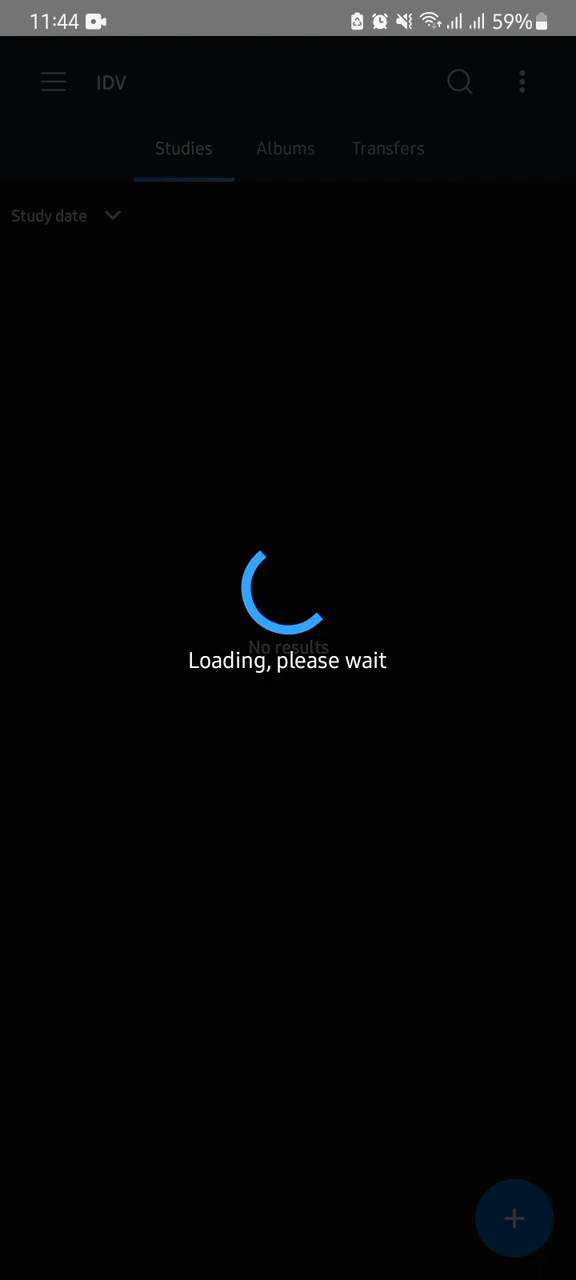 11:44 59%
IDV
Studies Albums Transfers
Study date
No results
Loading, please wait